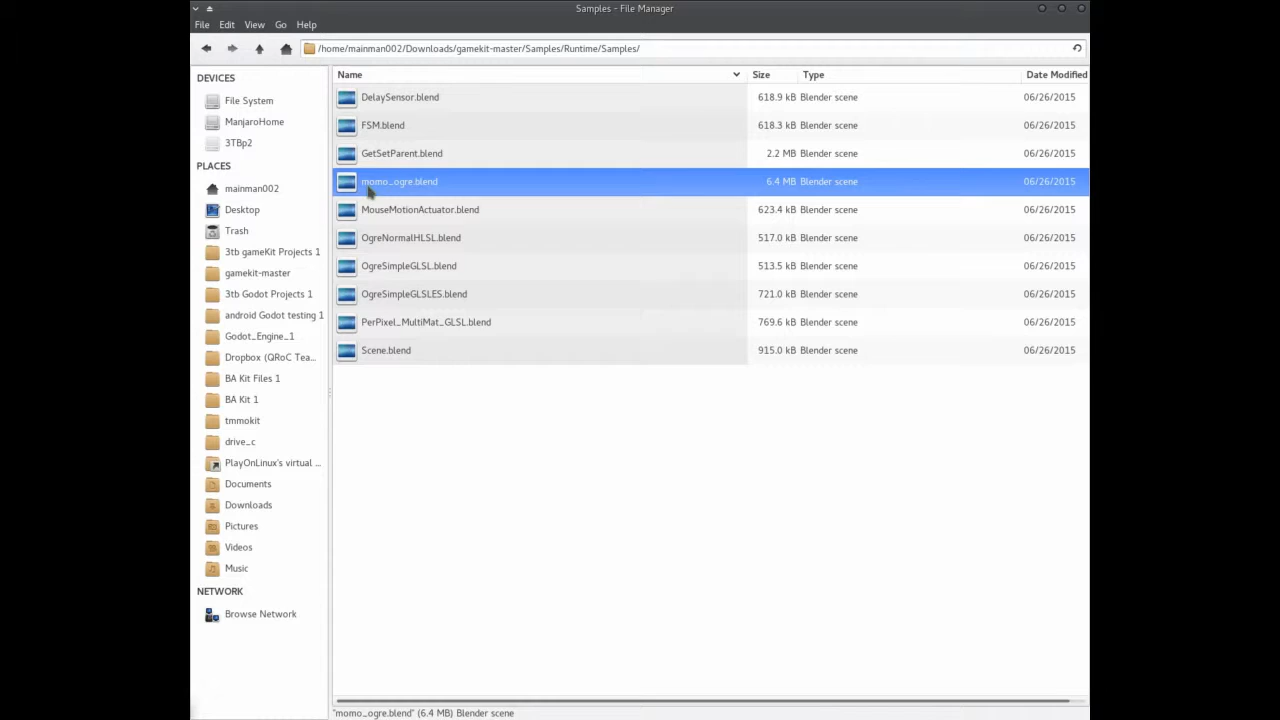 Samples - File Manager
File Edit View Go Help
/home/mainman002/Downloads/gamekit-master/Samples/Runtime/Samples/
DEVICES
File System
ManjaroHome
3TBp2
PLACES
mainman002
Desktop
Trash
3tb gameKit Projects 1
gamekit-master
3tb Godot Projects 1
android Godot testing 1
Godot_Engine_1
Dropbox (QRoC Tea...
BA Kit Files 1
BA Kit 1
tmmokit
drive_c
PlayOnLinux's virtual ...
Documents
Downloads
Pictures
Videos
Music
NETWORK
Browse Network
Name Size Type Date Modified
DelaySensor.blend 618.9 kB Blender scene 06/26/2015
FSM.blend 618.3 kB Blender scene 06/26/2015
GetSetParent.blend 2.2 MB Blender scene 06/26/2015
momo_ogre.blend 6.4 MB Blender scene 06/26/2015
MouseMotionActuator.blend 623.4 kB Blender scene 06/26/2015
OgreNormalHLSL.blend 517.0 kB Blender scene 06/26/2015
OgreSimpleGLSL.blend 513.5 kB Blender scene 06/26/2015
OgreSimpleGLSLES.blend 721.0 kB Blender scene 06/26/2015
PerPixel_MultiMat_GLSL.blend 769.6 kB Blender scene 06/26/2015
Scene.blend 915.0 kB Blender scene 06/26/2015
"momo_ogre.blend" (6.4 MB) Blender scene